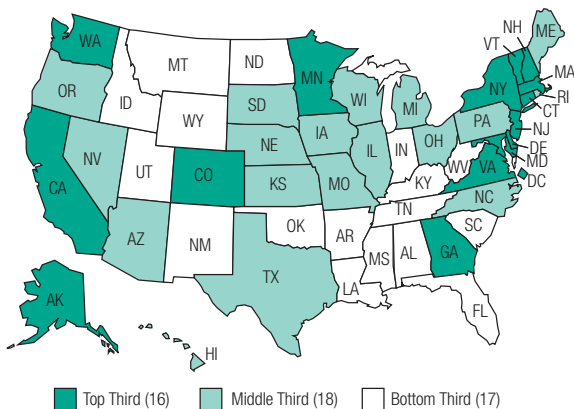 WA
MT
ND
MN
OR
ID
SD
WI
MI
NY
VT
NH
ME
MA
RI
CT
NJ
DE
MD
DC
WY
NE
IA
PA
NV
UT
CO
KS
MO
IL
IN
OH
WV
VA
KY
NC
CA
AZ
NM
OK
AR
TN
SC
TX
LA
MS
AL
GA
FL
AK
HI
Top Third (16)
Middle Third (18)
Bottom Third (17)